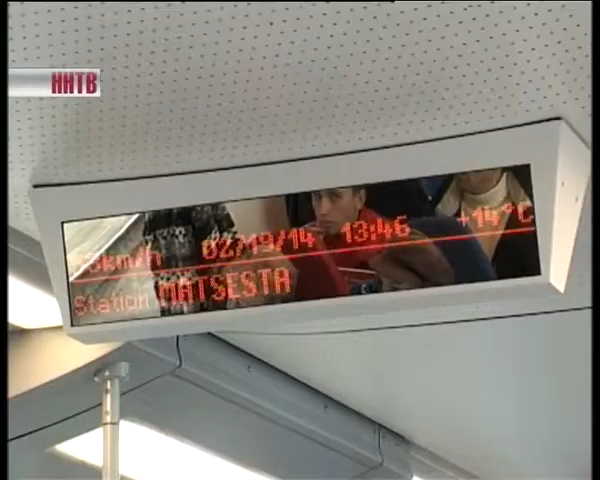 ННТВ
km/h 02/19/14 13:46 +14°C
Station MATSESTA